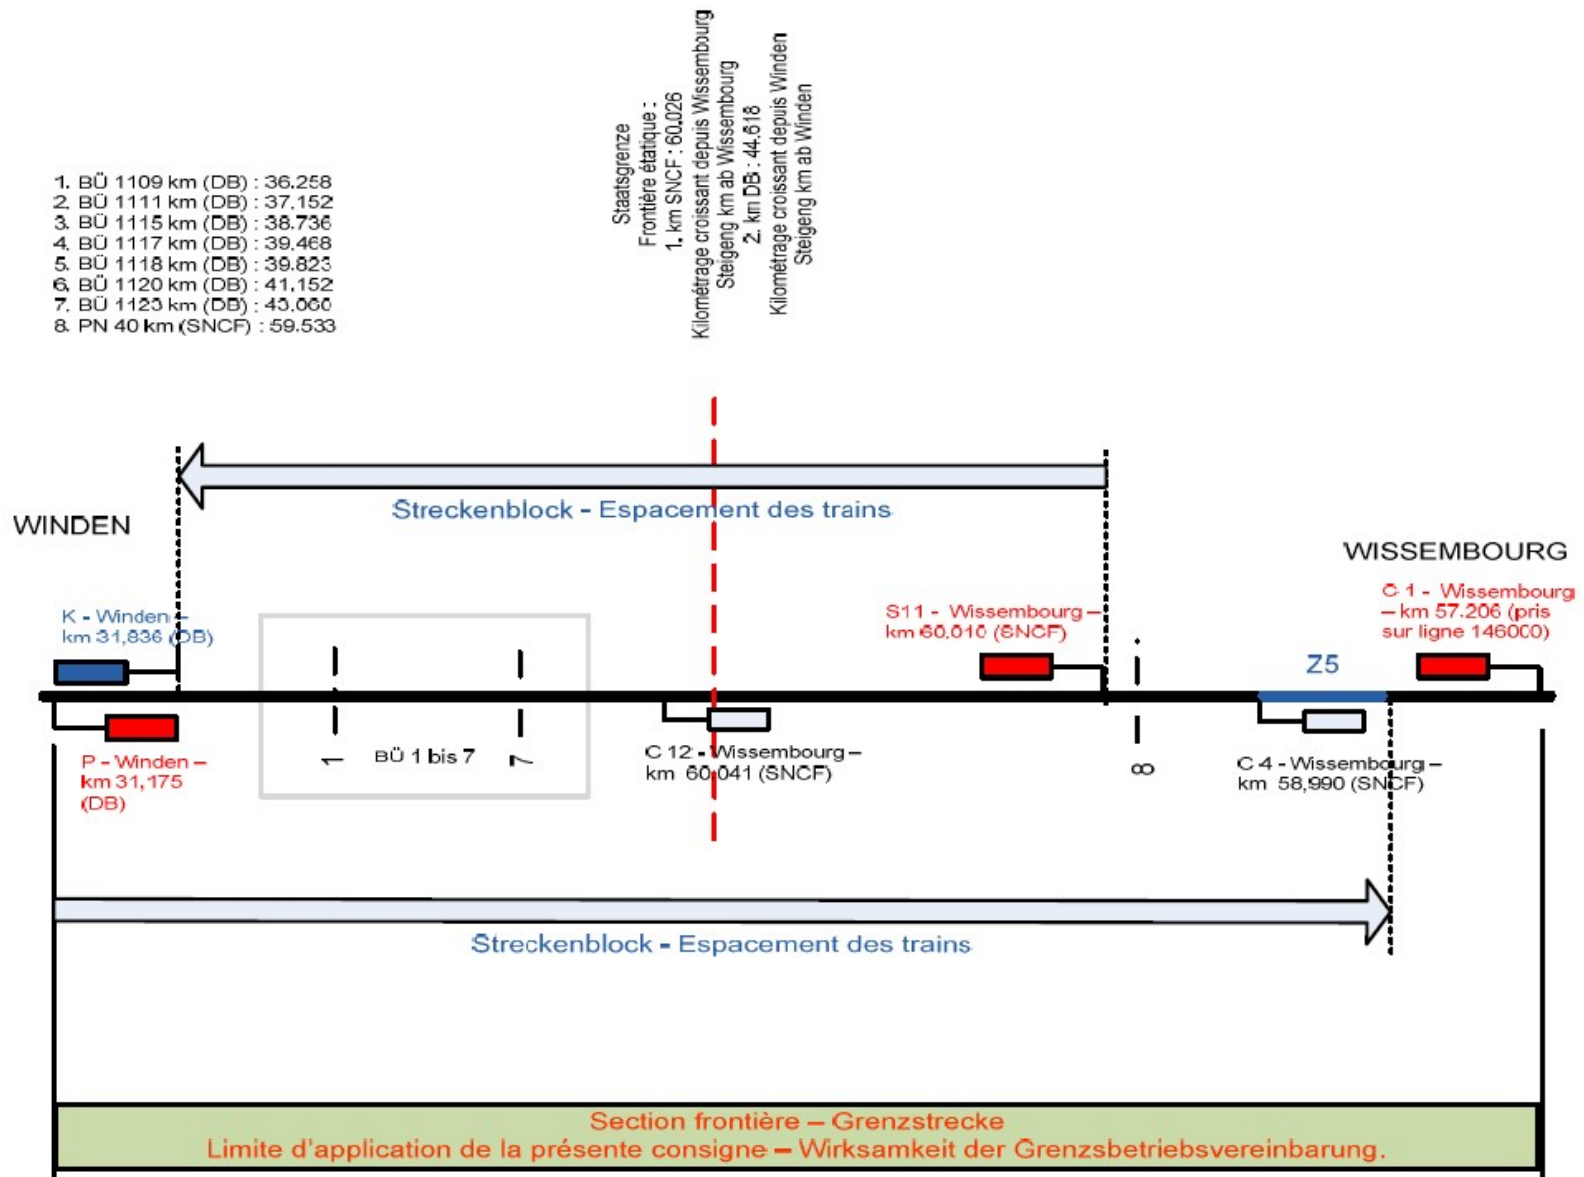 Staatsgrenze
Frontière étatique :
1. km SNCF : 60.026
Kilométrage croissant depuis Wissembourg
Steigeng km ab Wissembourg
2. km DB : 44.618
Kilométrage croissant depuis Winden
Steigeng km ab Winden
1. BÜ 1109 km (DB) : 36.258
2. BÜ 1111 km (DB) : 37,152
3. BÜ 1115 km (DB) : 38.736
4. BÜ 1117 km (DB) : 39.468
5. BÜ 1118 km (DB) : 39.823
6. BÜ 1120 km (DB) : 41,152
7. BÜ 1123 km (DB) : 43.060
8. PN 40 km (SNCF) : 59.533
Streckenblock - Espacement des trains
WINDEN
WISSEMBOURG
K - Winden –
km 31,836 (DB)
S11 - Wissembourg –
km 60.010 (SNCF)
Z5
C 1 - Wissembourg
– km 57.206 (pris
sur ligne 146000)
P - Winden –
km 31,175
(DB)
1
BÜ 1 bis 7
7
C 12 - Wissembourg –
km 60.041 (SNCF)
8
C 4 - Wissembourg –
km 58,990 (SNCF)
Streckenblock - Espacement des trains
Section frontière – Grenzstrecke
Limite d'application de la présente consigne – Wirksamkeit der Grenzsbetriebsvereinbarung.